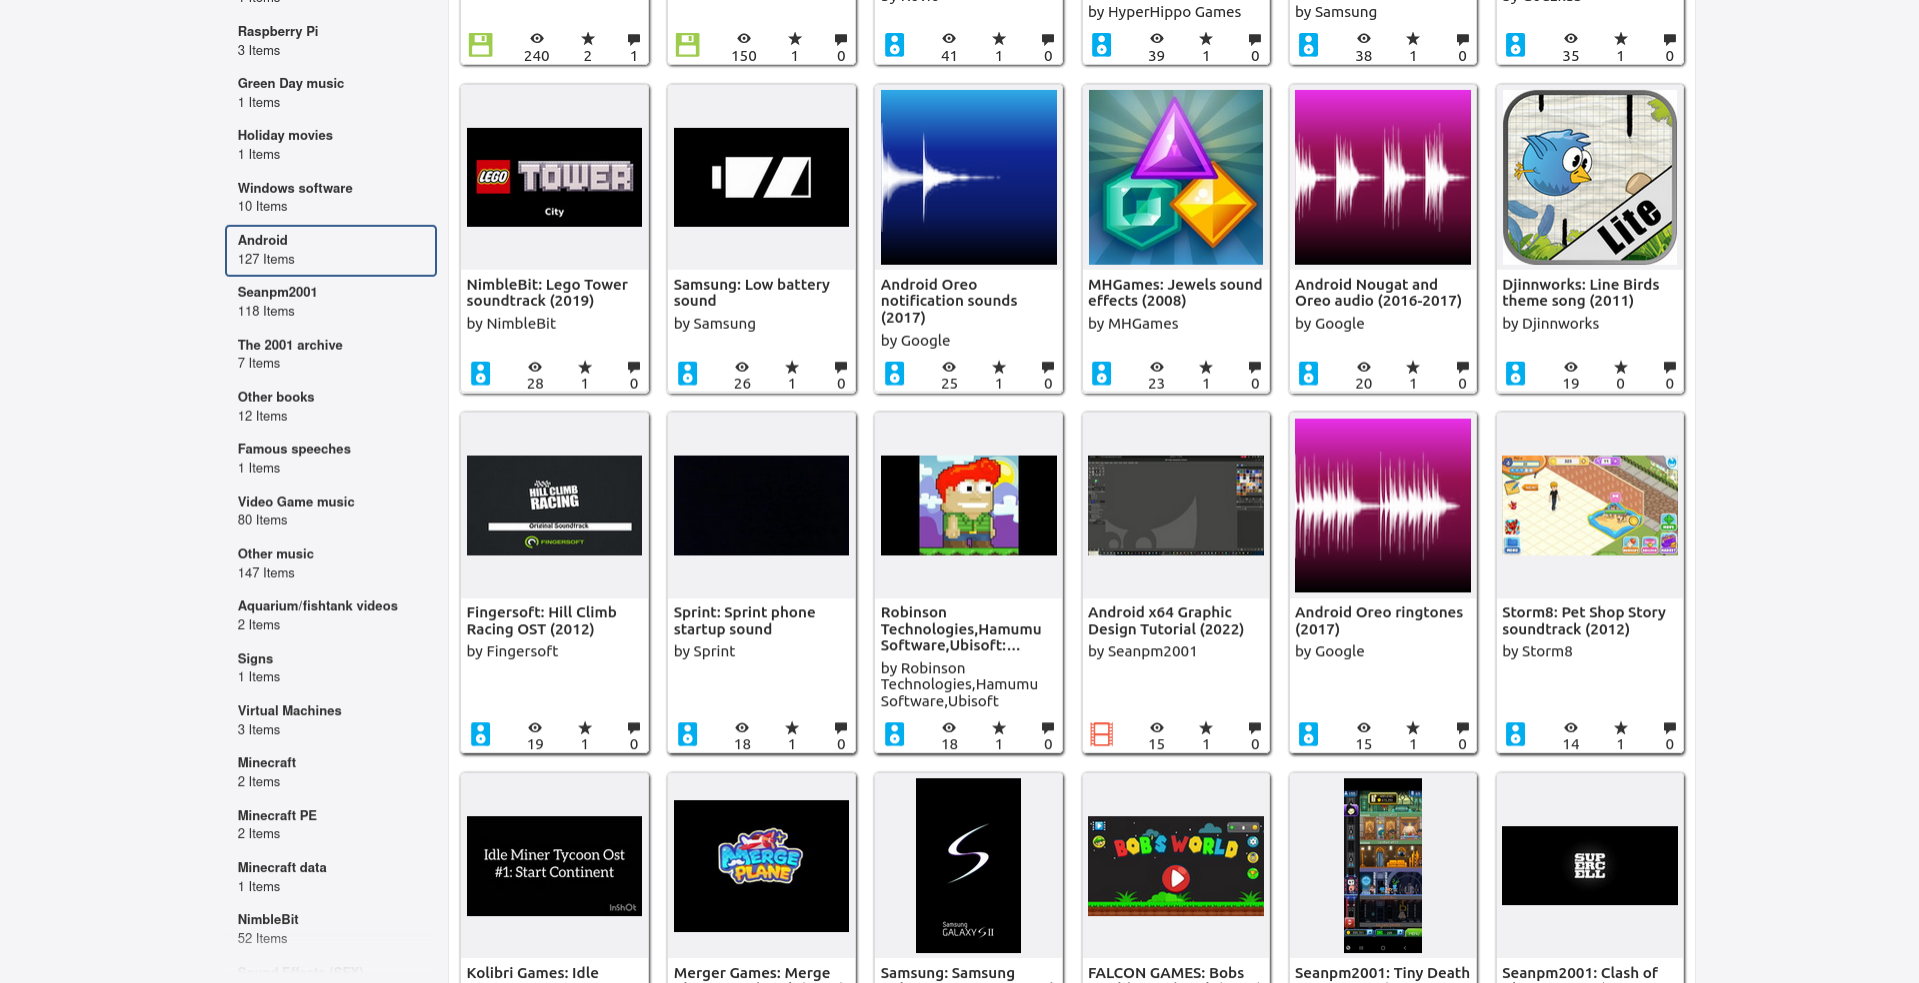 Raspberry Pi
3 Items
Green Day music
1 Items
Holiday movies
1 Items
Windows software
10 Items
Android
127 Items
Seanpm2001
118 Items
The 2001 archive
7 Items
Other books
12 Items
Famous speeches
1 Items
Video Game music
80 Items
Other music
147 Items
Aquarium/fishtank videos
2 Items
Signs
1 Items
Virtual Machines
3 Items
Minecraft
2 Items
Minecraft PE
2 Items
Minecraft data
1 Items
NimbleBit
52 Items
by HyperHippo Games
by Samsung
240 2 1
150 1 0
41 1 0
39 1 0
38 1 0
35 1 0
LEGO TOWER
City
NimbleBit: Lego Tower
soundtrack (2019)
by NimbleBit
28 1 0
Samsung: Low battery
sound
by Samsung
26 1 0
Android Oreo
notification sounds
(2017)
by Google
25 1 0
MHGames: Jewels sound
effects (2008)
by MHGames
23 1 0
Android Nougat and
Oreo audio (2016-2017)
by Google
20 1 0
Lite
Djinnworks: Line Birds
theme song (2011)
by Djinnworks
19 0 0
HILL CLIMB
RACING
Original Soundtrack
FINGERSOFT
Fingersoft: Hill Climb
Racing OST (2012)
by Fingersoft
19 1 0
Sprint: Sprint phone
startup sound
by Sprint
18 1 0
Robinson
Technologies,Hamumu
Software,Ubisoft:...
by Robinson
Technologies,Hamumu
Software,Ubisoft
18 1 0
Android x64 Graphic
Design Tutorial (2022)
by Seanpm2001
15 1 0
Android Oreo ringtones
(2017)
by Google
15 1 0
Storm8: Pet Shop Story
soundtrack (2012)
by Storm8
14 1 0
Idle Miner Tycoon Ost
#1: Start Continent
InShOt
Kolibri Games: Idle
MERGE
PLANE
Merger Games: Merge
S
Samsung
GALAXY S II
Samsung: Samsung
BOB'S WORLD
FALCON GAMES: Bobs
Seanpm2001: Tiny Death
SUP
ERC
ELL
Seanpm2001: Clash of